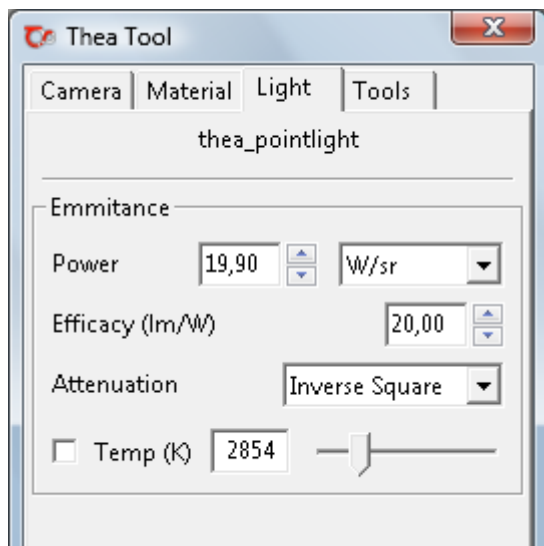 Thea Tool
Camera Material Light Tools
thea_pointlight
Emmitance
Power 19,90 W/sr
Efficacy (lm/W) 20,00
Attenuation Inverse Square
Temp (K) 2854